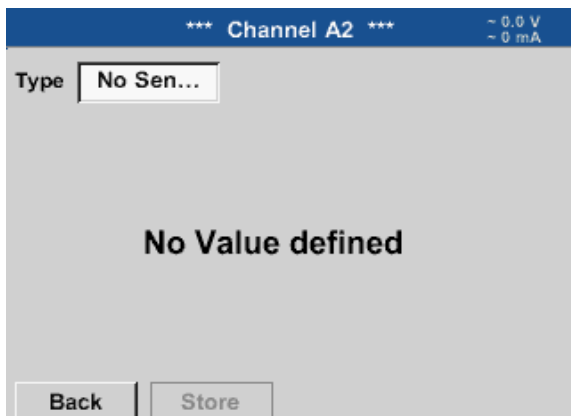 *** Channel A2 ***
~ 0.0 V
~ 0 mA
Type No Sen...
No Value defined
Back Store